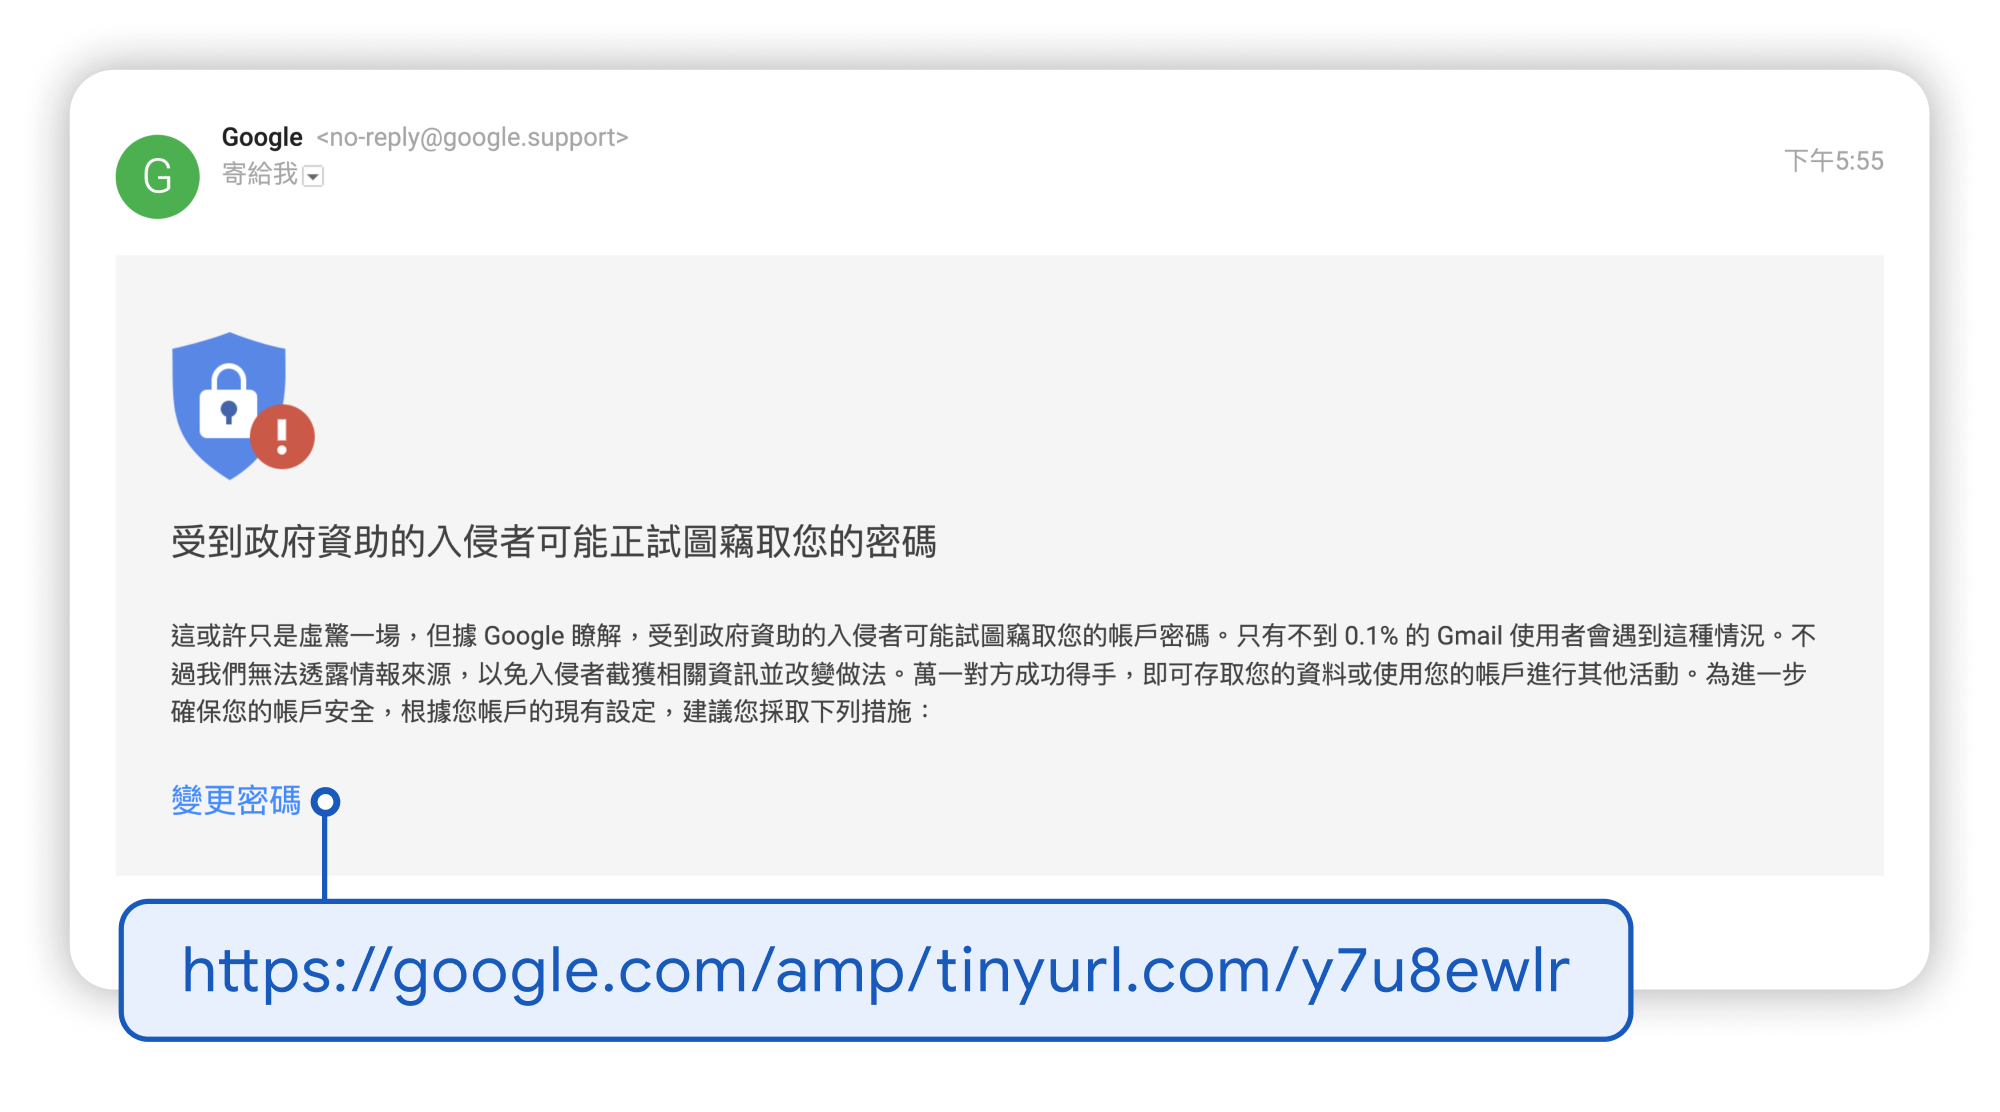 Google <no-reply@google.support>
寄給我
下午5:55
G
受到政府資助的入侵者可能正試圖竊取您的密碼
這或許只是虛驚一場，但據 Google 瞭解，受到政府資助的入侵者可能試圖竊取您的帳戶密碼。只有不到 0.1% 的 Gmail 使用者會遇到這種情況。不
過我們無法透露情報來源，以免入侵者截獲相關資訊並改變做法。萬一對方成功得手，即可存取您的資料或使用您的帳戶進行其他活動。為進一步
確保您的帳戶安全，根據您帳戶的現有設定，建議您採取下列措施：
變更密碼
https://google.com/amp/tinyurl.com/y7u8ewlr